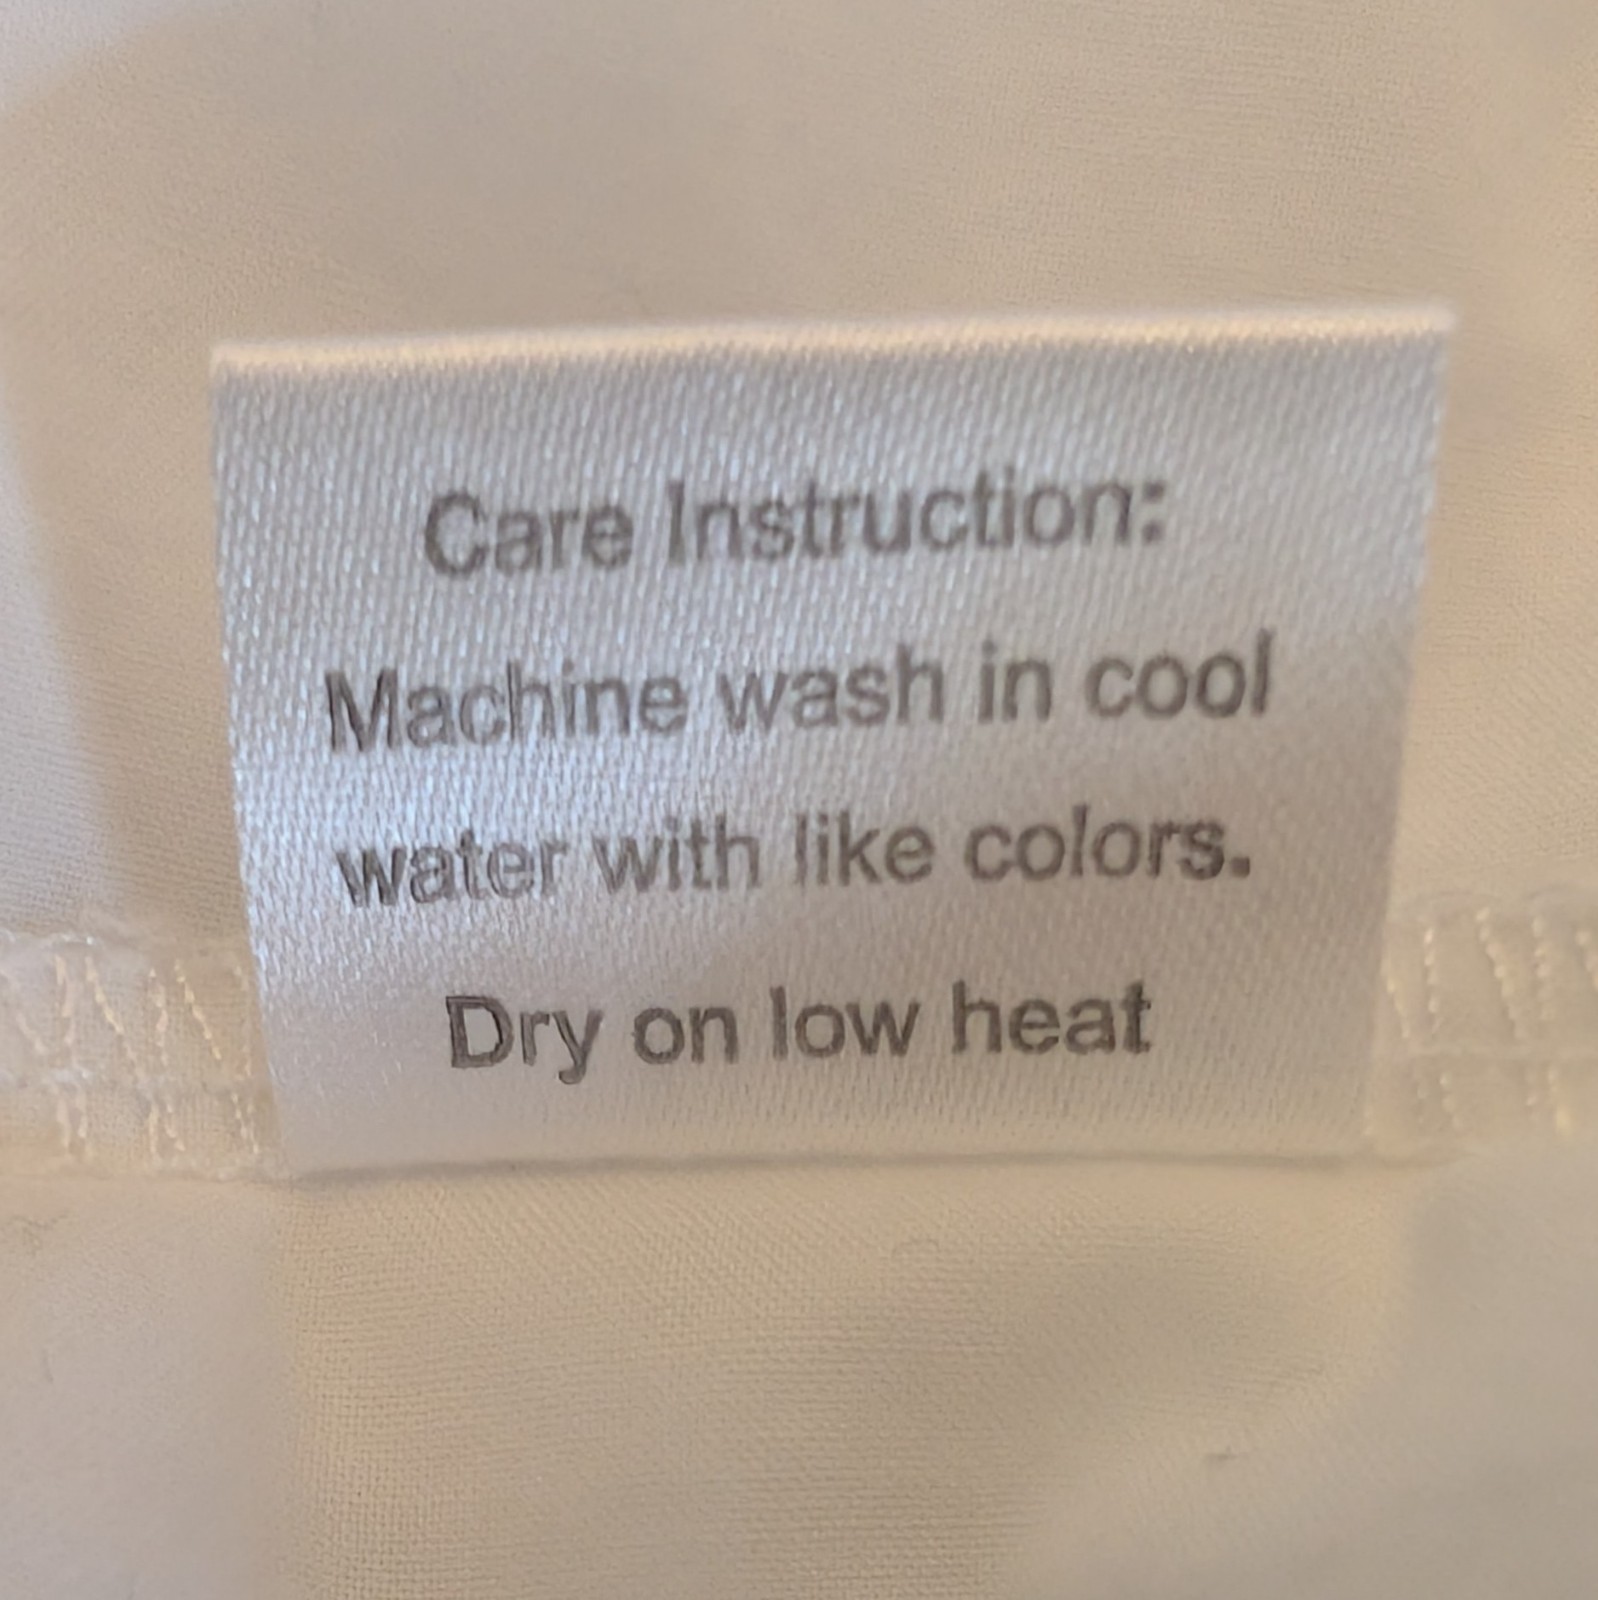 Care Instruction:
Machine wash in cool
water with like colors.
Dry on low heat